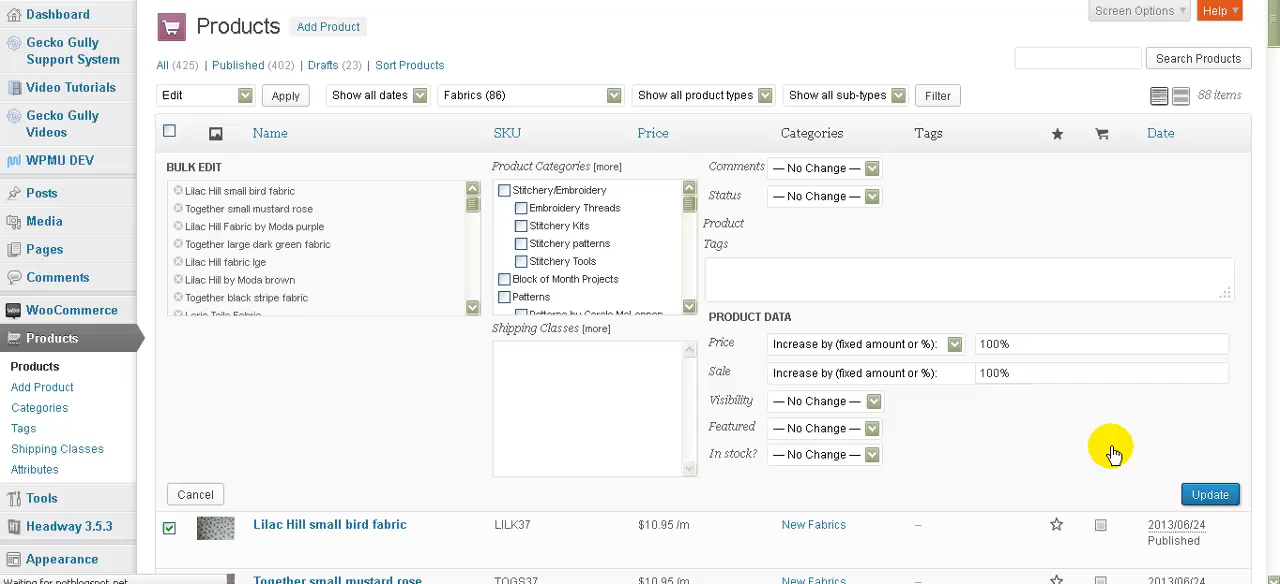 Dashboard
Gecko Gully
Support System
Video Tutorials
Gecko Gully
Videos
WPMU DEV
Posts
Media
Pages
Comments
WooCommerce
Products
Products
Add Product
Categories
Tags
Shipping Classes
Attributes
Tools
Headway 3.5.3
Appearance
Screen Options
Help
Products Add Product
All (425) | Published (402) | Drafts (23) | Sort Products
Search Products
Edit Apply Show all dates Fabrics (86) Show all product types Show all sub-types Filter 88 items
Name SKU Price Categories Tags Date
BULK EDIT
Lilac Hill small bird fabric
Together small mustard rose
Lilac Hill Fabric by Moda purple
Together large dark green fabric
Lilac Hill fabric lge
Lilac Hill by Moda brown
Together black stripe fabric
Product Categories [more]
Stitchery/Embroidery
Embroidery Threads
Stitchery Kits
Stitchery patterns
Stitchery Tools
Block of Month Projects
Patterns
Patterns by Carole McLennan
Shipping Classes [more]
Comments — No Change —
Status — No Change —
Product
Tags
PRODUCT DATA
Price Increase by (fixed amount or %): 100%
Sale Increase by (fixed amount or %): 100%
Visibility — No Change —
Featured — No Change —
In stock? — No Change —
Cancel Update
Lilac Hill small bird fabric LILK37 $10.95 /m New Fabrics – 2013/06/24
Published
Together small mustard rose TOGS37 $10.95 /m New Fabrics – 2013/06/24